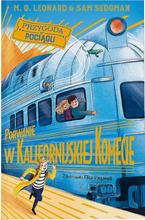 M. G. LEONARD & SAM SEDGMAN
PRZYGODA
POCIĄGU
PORWANIE
W KALIFORNIJSKIEJ KOMECIE